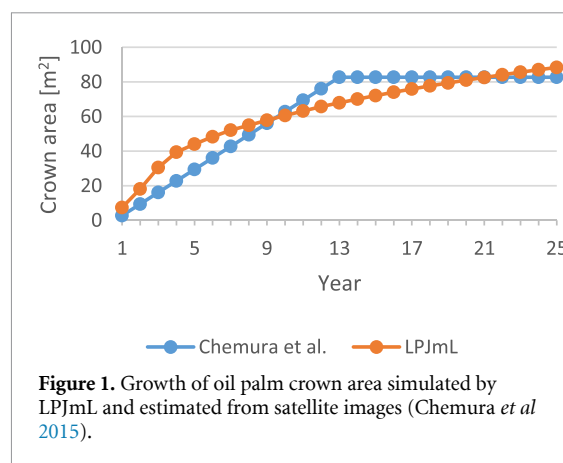 100
80
60
40
20
0
Crown area [m²]
1 5 9 13 17 21 25
Year
Chemura et al. LPJmL
Figure 1. Growth of oil palm crown area simulated by
LPJmL and estimated from satellite images (Chemura et al
2015).